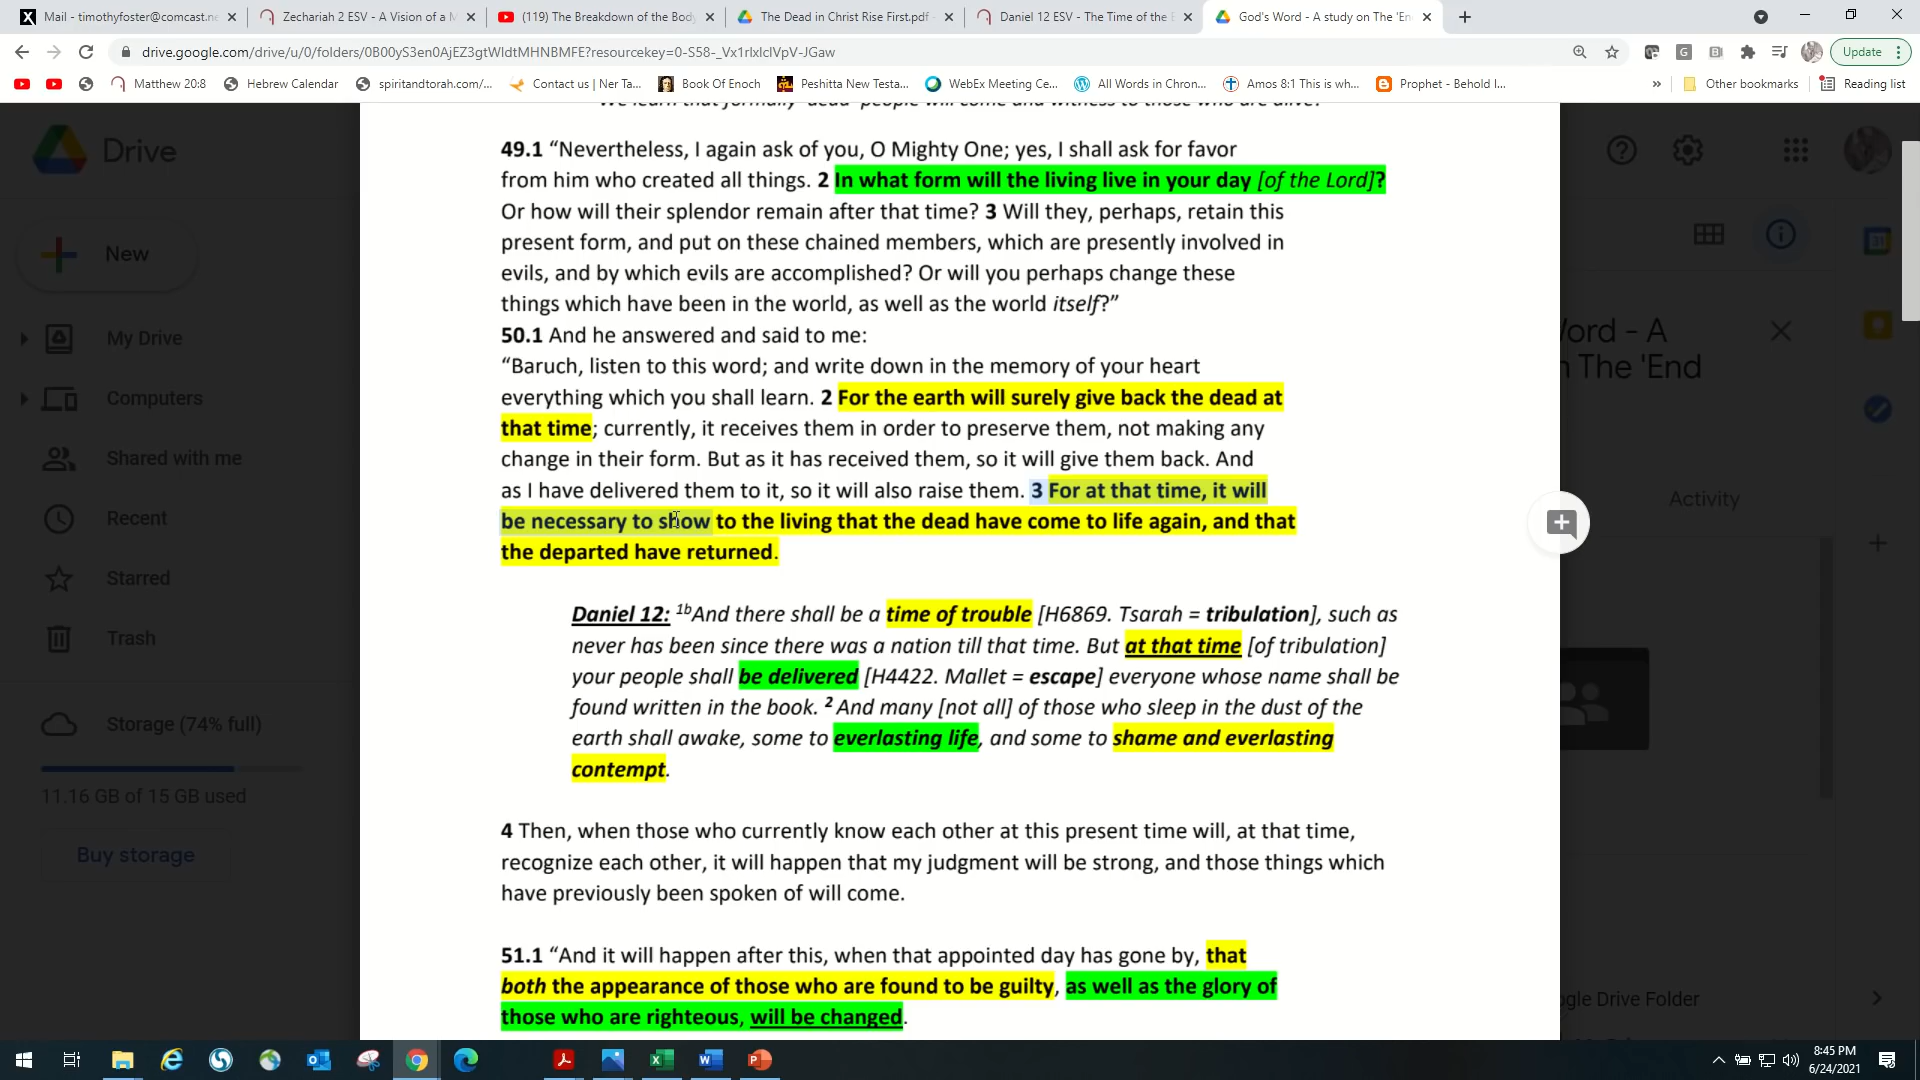 Mail - timothyfoster@comcast.ne
Zechariah 2 ESV - A Vision of a M
(119) The Breakdown of the Body
The Dead in Christ Rise First.pdf -
Daniel 12 ESV - The Time of the E
God's Word - A study on The 'En
drive.google.com/drive/u/0/folders/0B00yS3en0AjEZ3gtWldtMHNBMFE?resourcekey=0-S58-_Vx1rlxlclVpV-JGaw
Update
Matthew 20:8
Hebrew Calendar
spiritandtorah.com/...
Contact us | Ner Ta...
Book Of Enoch
Peshitta New Testa...
WebEx Meeting Ce...
All Words in Chron...
Amos 8:1 This is wh...
Prophet - Behold I...
»
Other bookmarks
Reading list
We learn that formally 'dead' people will come and witness to those who are alive!
Drive
New
My Drive
Computers
Shared with me
Recent
Starred
Trash
Storage (74% full)
11.16 GB of 15 GB used
Buy storage
49.1 “Nevertheless, I again ask of you, O Mighty One; yes, I shall ask for favor
from him who created all things. 2 In what form will the living live in your day [of the Lord]?
Or how will their splendor remain after that time? 3 Will they, perhaps, retain this
present form, and put on these chained members, which are presently involved in
evils, and by which evils are accomplished? Or will you perhaps change these
things which have been in the world, as well as the world itself?”
50.1 And he answered and said to me:
“Baruch, listen to this word; and write down in the memory of your heart
everything which you shall learn. 2 For the earth will surely give back the dead at
that time; currently, it receives them in order to preserve them, not making any
change in their form. But as it has received them, so it will give them back. And
as I have delivered them to it, so it will also raise them. 3 For at that time, it will
be necessary to show to the living that the dead have come to life again, and that
the departed have returned.
Daniel 12: 1bAnd there shall be a time of trouble [H6869. Tsarah = tribulation], such as
never has been since there was a nation till that time. But at that time [of tribulation]
your people shall be delivered [H4422. Mallet = escape] everyone whose name shall be
found written in the book. 2 And many [not all] of those who sleep in the dust of the
earth shall awake, some to everlasting life, and some to shame and everlasting
contempt.
4 Then, when those who currently know each other at this present time will, at that time,
recognize each other, it will happen that my judgment will be strong, and those things which
have previously been spoken of will come.
51.1 “And it will happen after this, when that appointed day has gone by, that
both the appearance of those who are found to be guilty, as well as the glory of
those who are righteous, will be changed.
Word - A
n The 'End
Activity
ogle Drive Folder
8:45 PM
6/24/2021